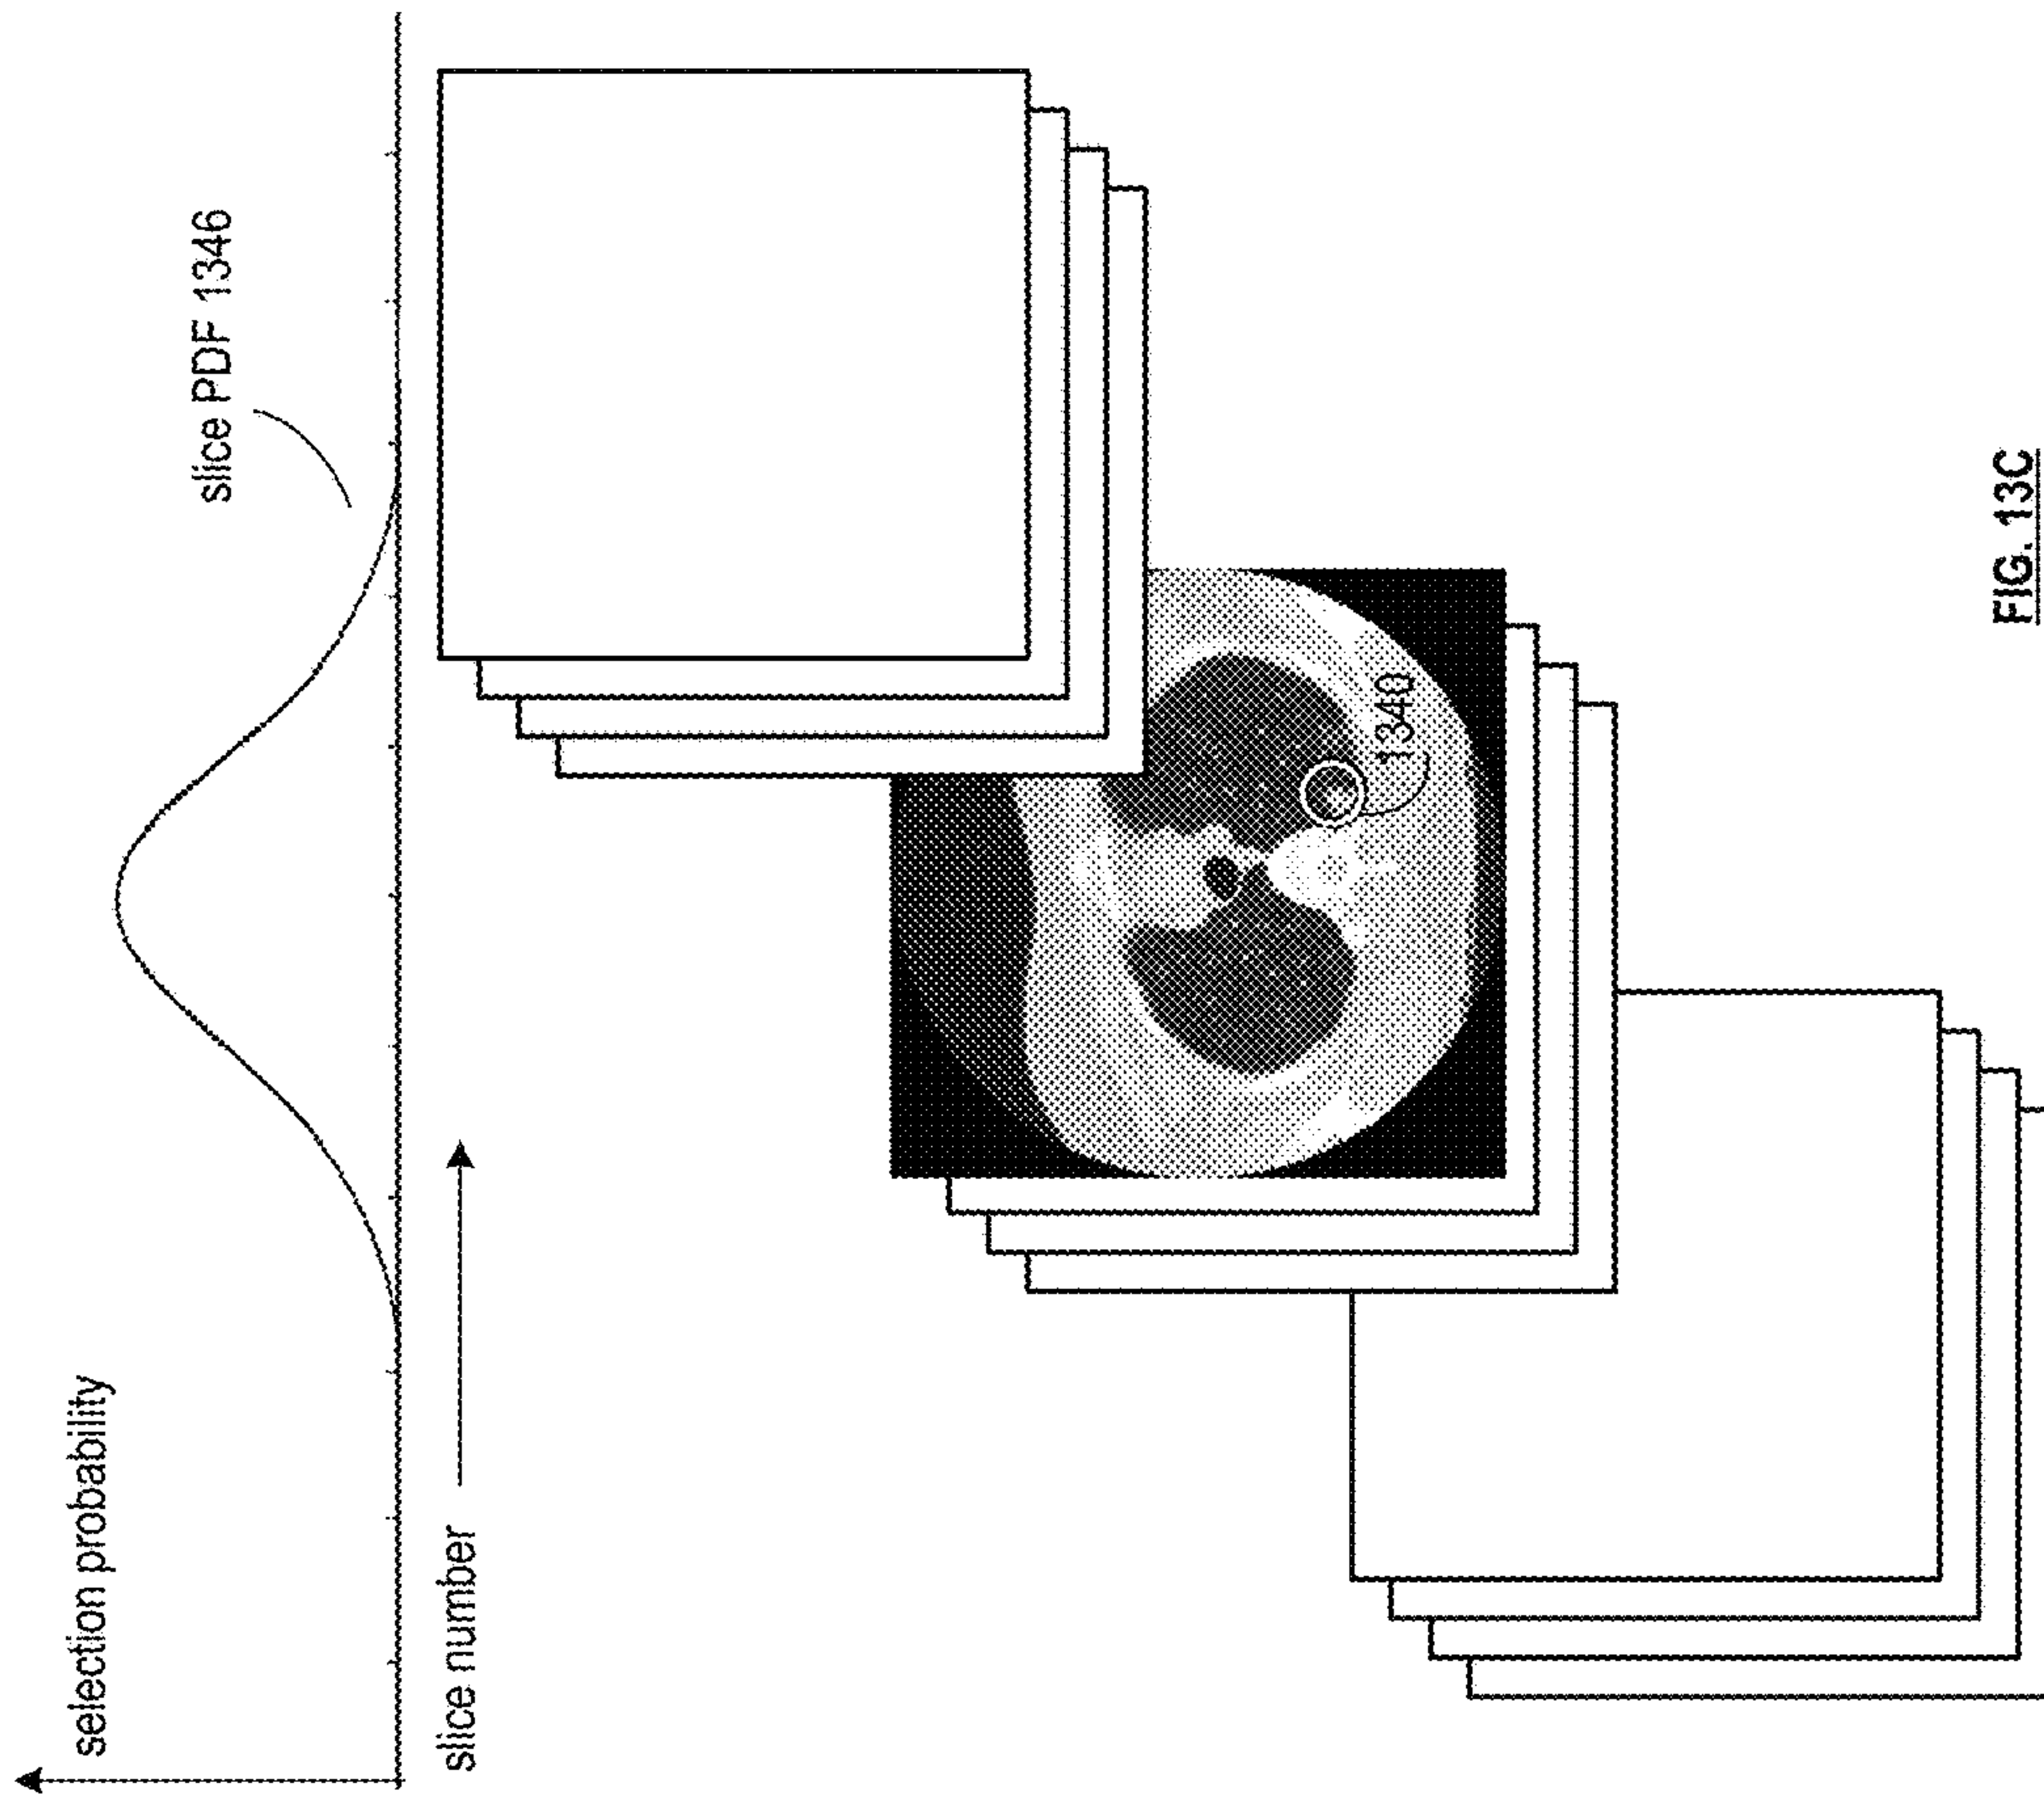 selection probability
slice PDF 1346
slice number
1340
FIG. 13C